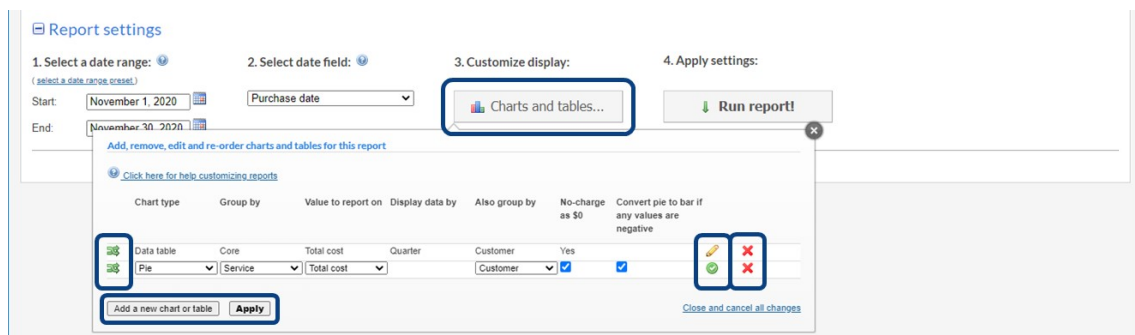 Report settings
1. Select a date range: 2. Select date field: 3. Customize display: 4. Apply settings:
( select a date range preset )
Start: November 1, 2020 Purchase date Charts and tables... Run report!
End: November 30, 2020
Add, remove, edit and re-order charts and tables for this report
Click here for help customizing reports
Chart type Group by Value to report on Display data by Also group by No-charge as $0 Convert pie to bar if any values are negative
Data table Core Total cost Quarter Customer Yes
Pie Service Total cost Customer
Add a new chart or table Apply Close and cancel all changes